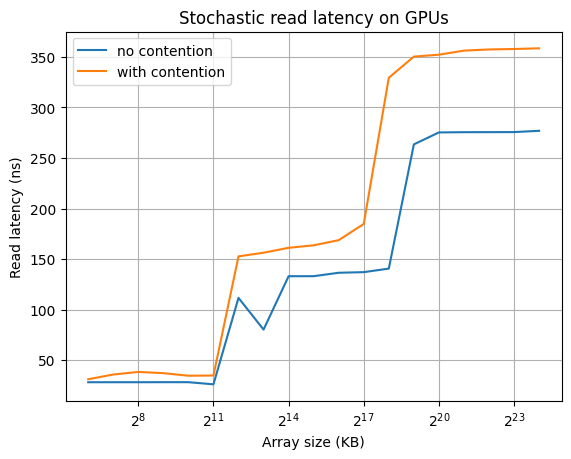 Stochastic read latency on GPUs
no contention
with contention
350
300
250
200
150
100
50
Read latency (ns)
2^8 2^11 2^14 2^17 2^20 2^23
Array size (KB)